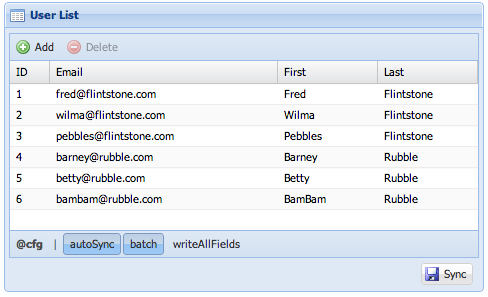 User List
Add Delete
ID Email First Last
1 fred@flintstone.com Fred Flintstone
2 wilma@flintstone.com Wilma Flintstone
3 pebbles@flintstone.com Pebbles Flintstone
4 barney@rubble.com Barney Rubble
5 betty@rubble.com Betty Rubble
6 bambam@rubble.com BamBam Rubble
@cfg | autoSync batch writeAllFields
Sync